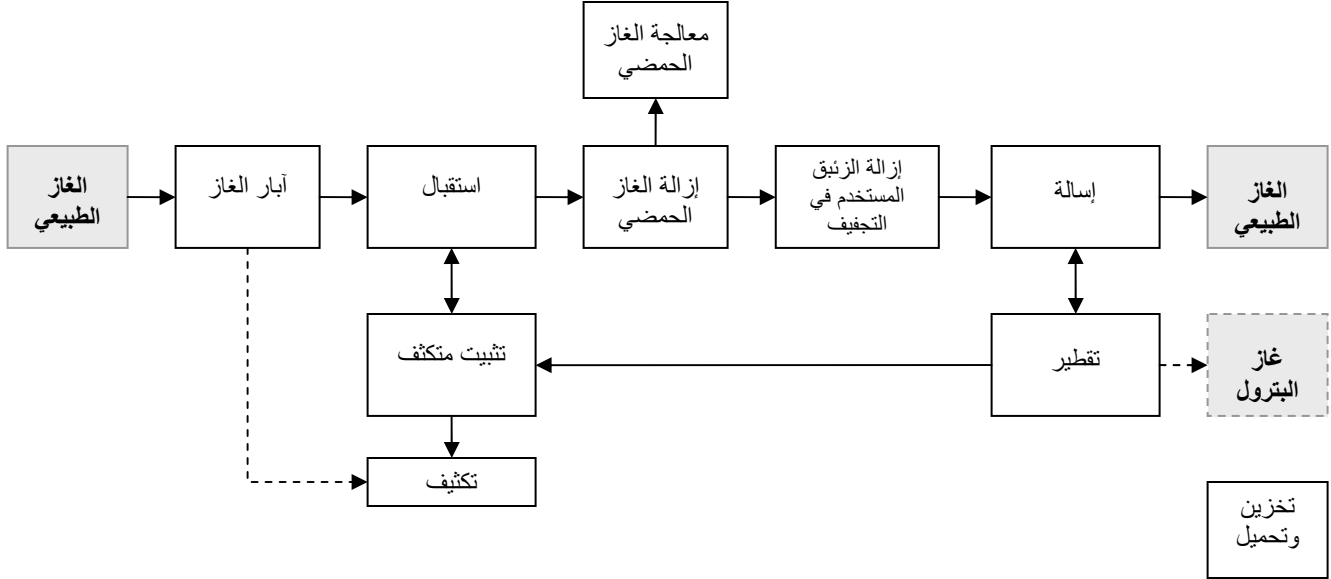 معالجة الغاز
الحمضي
الغاز
الطبيعي
آبار الغاز
استقبال
إزالة الغاز
الحمضي
إزالة الزئبق
المستخدم في
التجفيف
إسالة
الغاز
الطبيعي
تثبيت متكثف
تقطير
غاز
البترول
تكثيف
تخزين
وتحميل